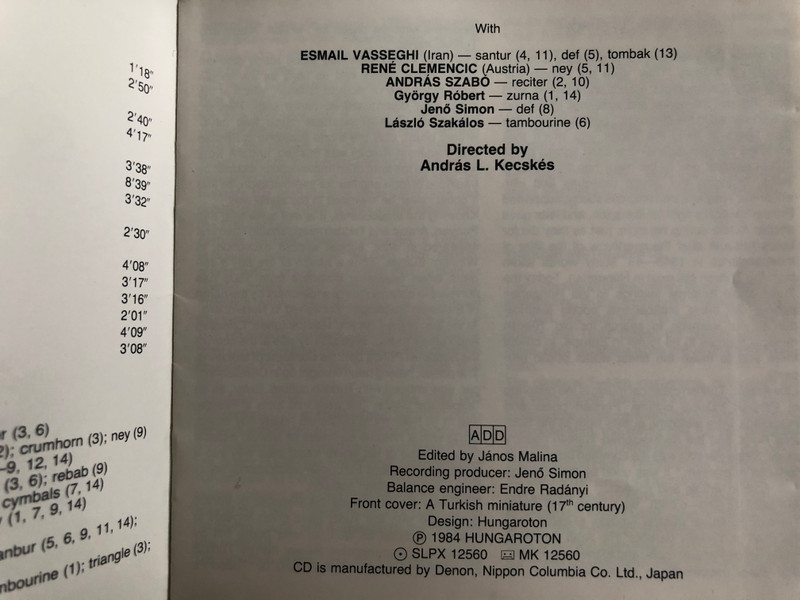 1'18"
2'50"
2'40"
4'17"
3'38"
8'39"
3'32"
2'30"
4'08"
3'17"
3'16"
2'01"
4'09"
3'08"
(3, 6)
crumhorn (3); ney (9)
12, 14)
(3, 6); rebab (9)
cymbals (7, 14)
(1, 7, 9, 14)
(5, 6, 9, 11, 14);
(1); triangle (3);
With
ESMAIL VASSEGHI (Iran) — santur (4, 11), def (5), tombak (13)
RENÉ CLEMENCIC (Austria) — ney (5, 11)
ANDRÁS SZABÓ — reciter (2, 10)
György Róbert — zurna (1, 14)
Jenő Simon — def (8)
László Szakálos — tambourine (6)
Directed by
András L. Kecskés
ADD
Edited by János Malina
Recording producer: Jenő Simon
Balance engineer: Endre Radányi
Front cover: A Turkish miniature (17th century)
Design: Hungaroton
Ⓟ 1984 HUNGAROTON
SLPX 12560 MK 12560
CD is manufactured by Denon, Nippon Columbia Co. Ltd., Japan